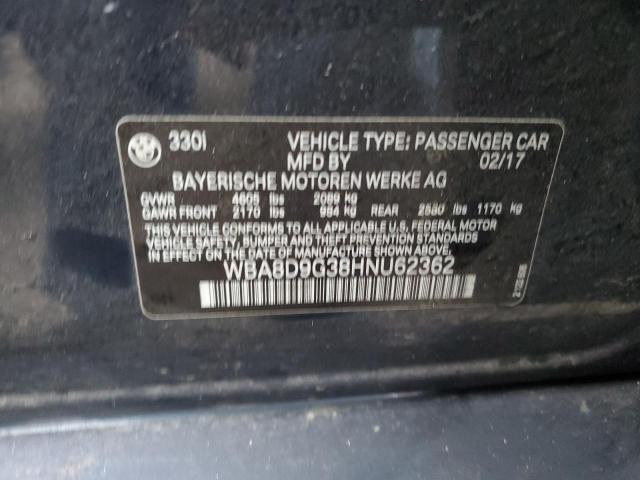 330i VEHICLE TYPE: PASSENGER CAR
MFD BY 02/17
BAYERISCHE MOTOREN WERKE AG
GVWR 4605 lbs 2089 kg
GAWR FRONT 2170 lbs 984 kg REAR 2580 lbs 1170 kg
THIS VEHICLE CONFORMS TO ALL APPLICABLE U.S. FEDERAL MOTOR
VEHICLE SAFETY, BUMPER AND THEFT PREVENTION STANDARDS
IN EFFECT ON THE DATE OF MANUFACTURE SHOWN ABOVE.
WBA8D9G38HNU62362